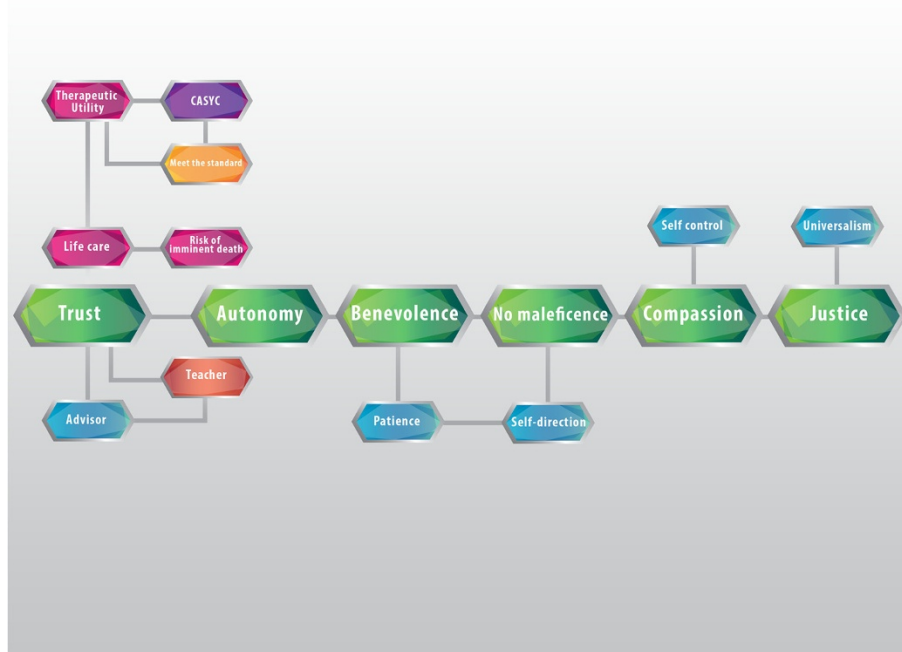 Therapeutic
Utility
CASYC
Meet the standard
Life care
Risk of
imminent death
Self control
Universalism
Trust
Autonomy
Benevolence
No maleficence
Compassion
Justice
Teacher
Advisor
Patience
Self-direction